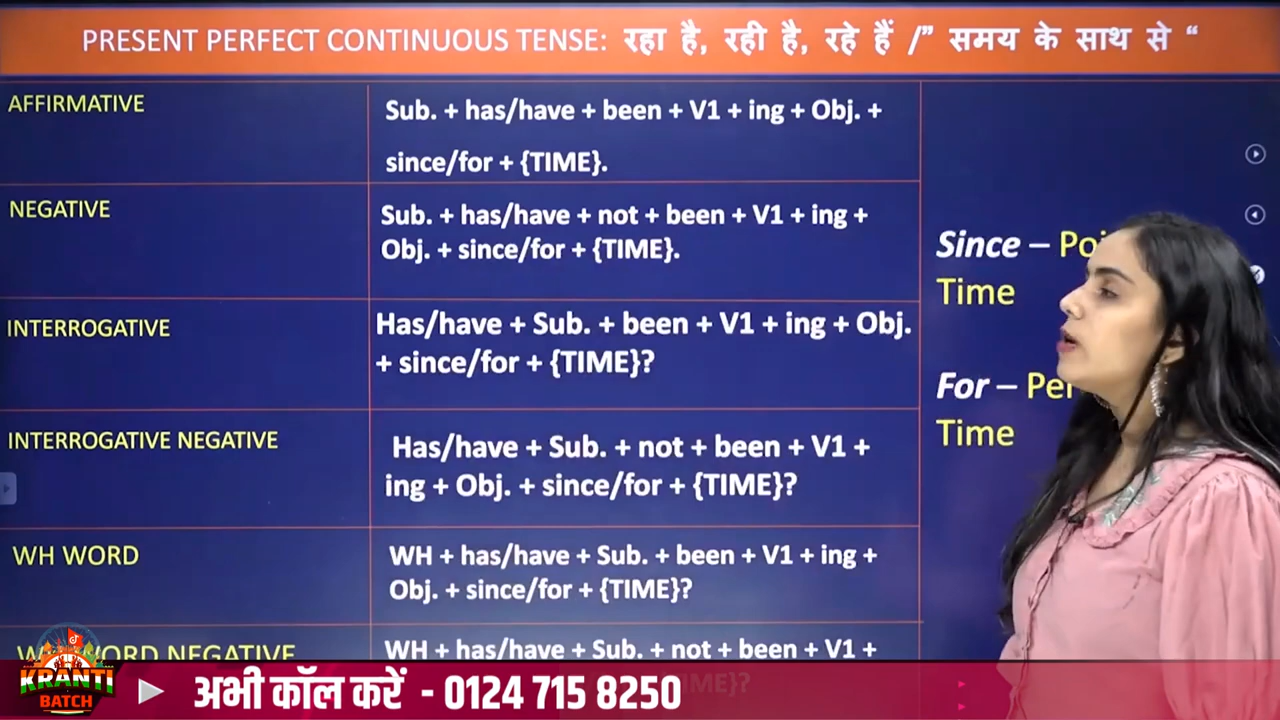 PRESENT PERFECT CONTINUOUS TENSE: रहा है, रही है, रहे हैं /” समय के साथ से “
AFFIRMATIVE
Sub. + has/have + been + V1 + ing + Obj. +
since/for + {TIME}.
NEGATIVE
Sub. + has/have + not + been + V1 + ing +
Obj. + since/for + {TIME}.
INTERROGATIVE
Has/have + Sub. + been + V1 + ing + Obj.
+ since/for + {TIME}?
INTERROGATIVE NEGATIVE
Has/have + Sub. + not + been + V1 +
ing + Obj. + since/for + {TIME}?
WH WORD
WH + has/have + Sub. + been + V1 + ing +
Obj. + since/for + {TIME}?
NEGATIVE
WH + has/have + Sub. + not + been + V1 +
Since –
Time
For –
Time
KRANTI
BATCH
अभी कॉल करें - 0124 715 8250